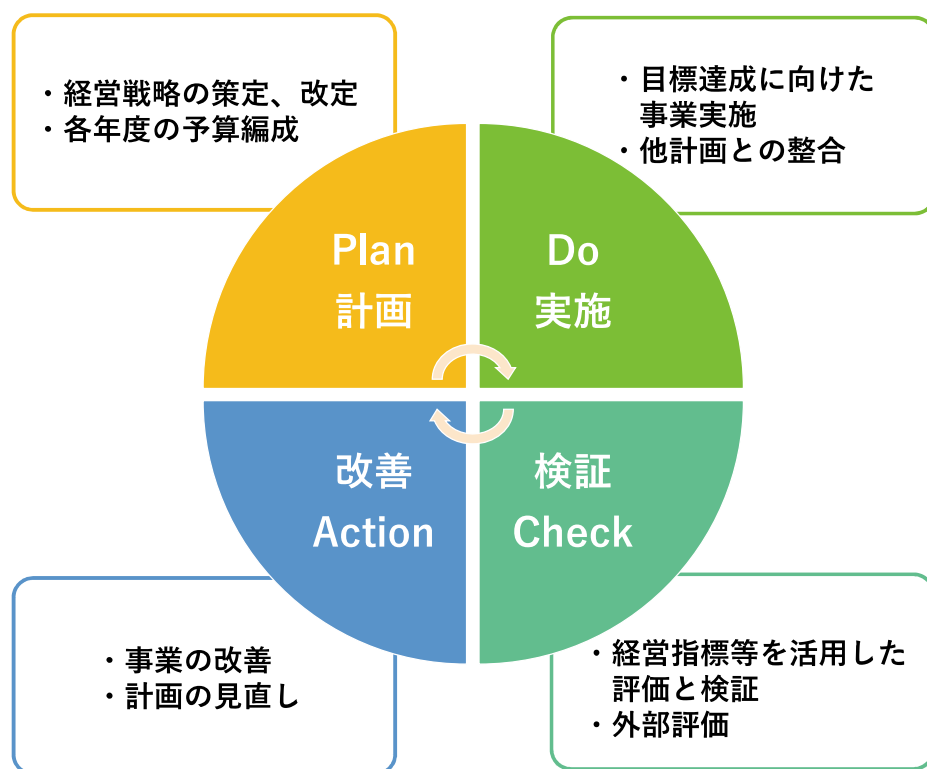 ・経営戦略の策定、改定
・各年度の予算編成
・目標達成に向けた
事業実施
・他計画との整合
Plan
計画
Do
実施
改善
Action
検証
Check
・事業の改善
・計画の見直し
・経営指標等を活用した
評価と検証
・外部評価